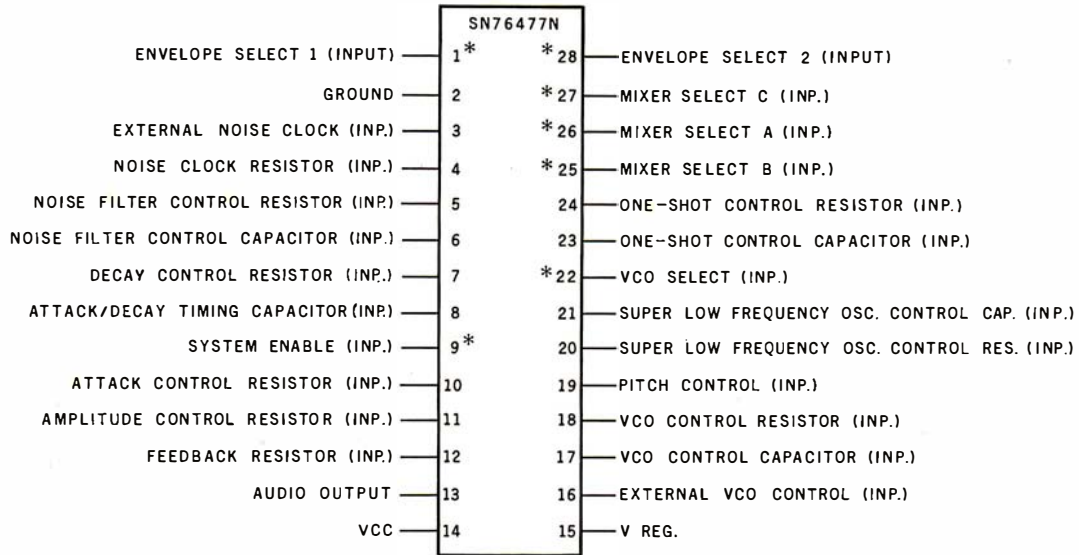 SN76477N
ENVELOPE SELECT 1 (INPUT) 1* *28 ENVELOPE SELECT 2 (INPUT)
GROUND 2 *27 MIXER SELECT C (INP.)
EXTERNAL NOISE CLOCK (INP.) 3 *26 MIXER SELECT A (INP.)
NOISE CLOCK RESISTOR (INP.) 4 *25 MIXER SELECT B (INP.)
NOISE FILTER CONTROL RESISTOR (INP.) 5 24 ONE-SHOT CONTROL RESISTOR (INP.)
NOISE FILTER CONTROL CAPACITOR (INP.) 6 23 ONE-SHOT CONTROL CAPACITOR (INP.)
DECAY CONTROL RESISTOR (INP.) 7 *22 VCO SELECT (INP.)
ATTACK/DECAY TIMING CAPACITOR (INP.) 8 21 SUPER LOW FREQUENCY OSC. CONTROL CAP. (INP.)
SYSTEM ENABLE (INP.) 9* 20 SUPER LOW FREQUENCY OSC. CONTROL RES. (INP.)
ATTACK CONTROL RESISTOR (INP.) 10 19 PITCH CONTROL (INP.)
AMPLITUDE CONTROL RESISTOR (INP.) 11 18 VCO CONTROL RESISTOR (INP.)
FEEDBACK RESISTOR (INP.) 12 17 VCO CONTROL CAPACITOR (INP.)
AUDIO OUTPUT 13 16 EXTERNAL VCO CONTROL (INP.)
VCC 14 15 V REG.